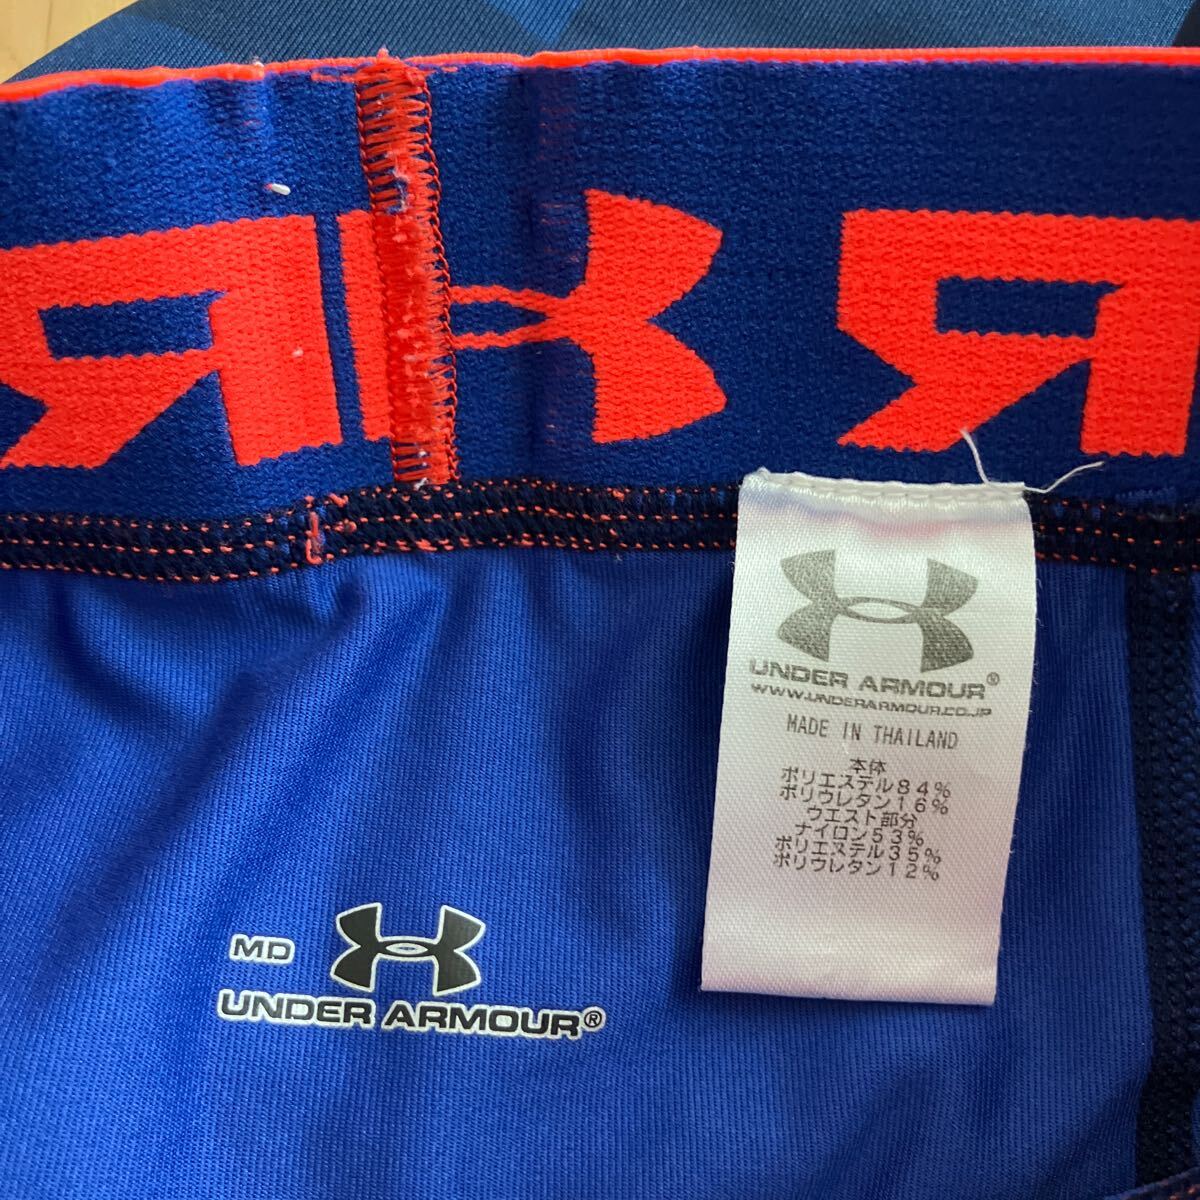 UNDER ARMOUR®
WWW.UNDERARMOUR.CO.JP
MADE IN THAILAND
本体
ポリエステル84%
ポリウレタン16%
ウエスト部分
ナイロン53%
ポリエステル35%
ポリウレタン12%
MD
UNDER ARMOUR®